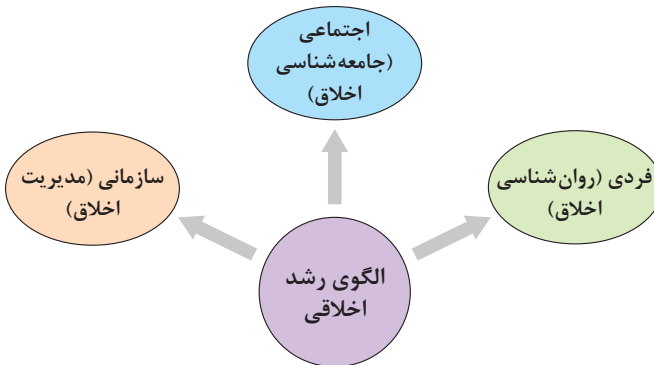 اجتماعی
(جامعه‌شناسی
اخلاق)
فردی (روان‌شناسی
اخلاق)
سازمانی (مدیریت
اخلاق)
الگوی رشد
اخلاقی